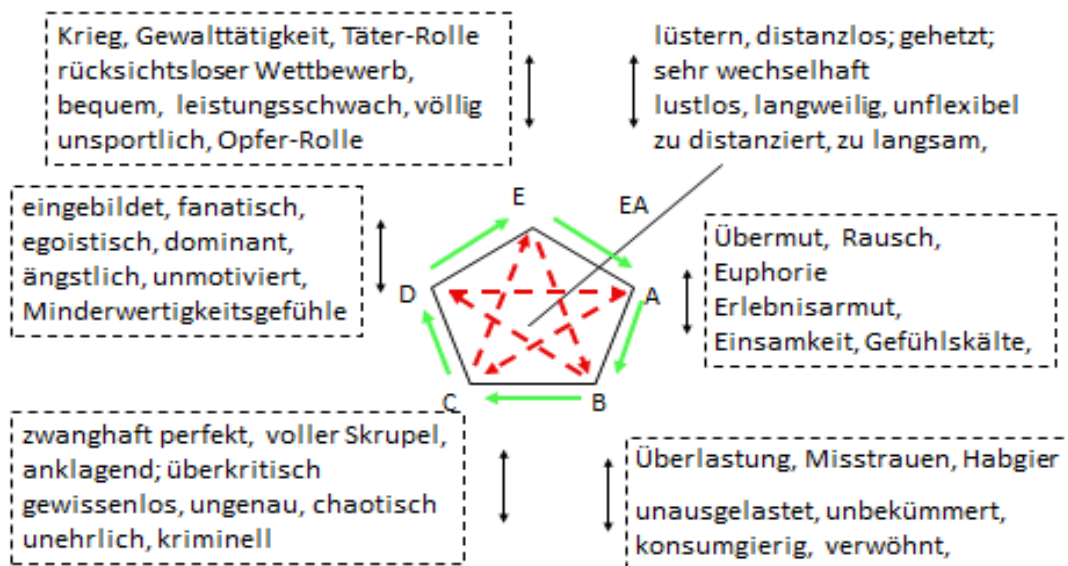 Krieg, Gewalttätigkeit, Täter-Rolle
rücksichtsloser Wettbewerb,
bequem, leistungsschwach, völlig
unsportlich, Opfer-Rolle
lüstern, distanzlos; gehetzt;
sehr wechselhaft
lustlos, langweilig, unflexibel
zu distanziert, zu langsam,
eingebildet, fanatisch,
egoistisch, dominant,
ängstlich, unmotiviert,
Minderwertigkeitsgefühle
E
EA
D
A
C
B
Übermut, Rausch,
Euphorie
Erlebnisarmut,
Einsamkeit, Gefühlskälte,
zwanghaft perfekt, voller Skrupel,
anklagend; überkritisch
gewissenlos, ungenau, chaotisch
unehrlich, kriminell
Überlastung, Misstrauen, Habgier
unausgelastet, unbekümmert,
konsumgierig, verwöhnt,